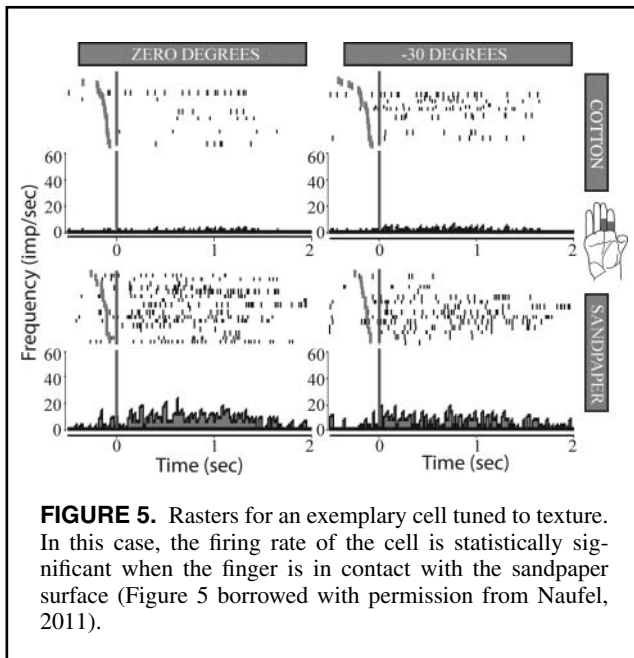 ZERO DEGREES
-30 DEGREES
COTTON
60
40
20
0
60
40
20
0
0
1
2
0
1
2
Frequency (imp/sec)
SANDPAPER
60
40
20
0
60
40
20
0
0
1
2
0
1
2
Time (sec)
Time (sec)
FIGURE 5. Rasters for an exemplary cell tuned to texture.
In this case, the firing rate of the cell is statistically sig-
nificant when the finger is in contact with the sandpaper
surface (Figure 5 borrowed with permission from Naufel,
2011).